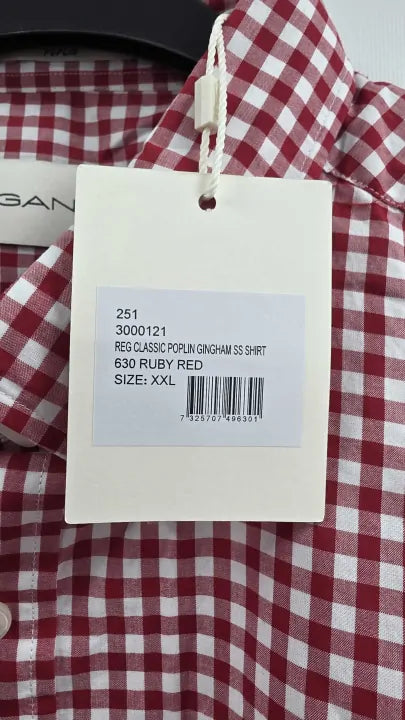 GAN
251
3000121
REG CLASSIC POPLIN GINGHAM SS SHIRT
630 RUBY RED
SIZE: XXL
7 325707 496301